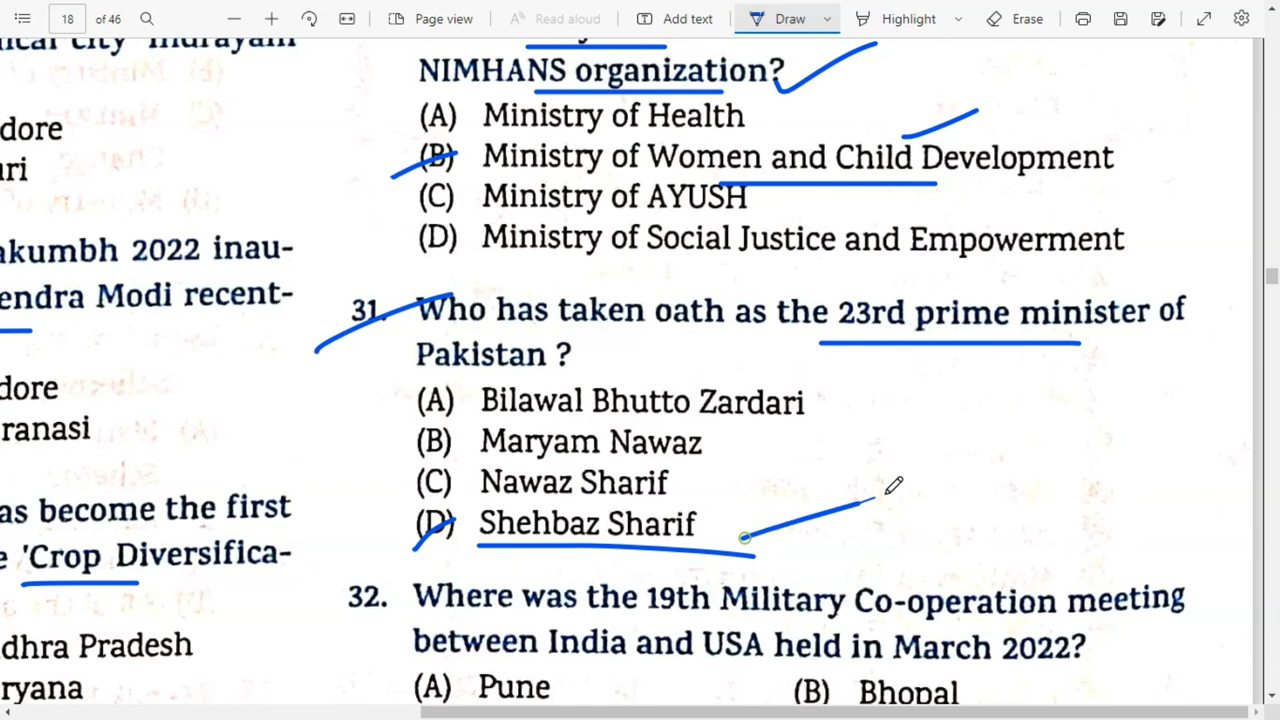 18 of 46
Page view
Read aloud
Add text
Draw
Highlight
Erase
ical city Indrayani
dore
ri
akumbh 2022 inau-
endra Modi recent-
dore
ranasi
as become the first
e 'Crop Diversifica-
dhra Pradesh
ryana
NIMHANS organization?
(A) Ministry of Health
(B) Ministry of Women and Child Development
(C) Ministry of AYUSH
(D) Ministry of Social Justice and Empowerment
31. Who has taken oath as the 23rd prime minister of
Pakistan ?
(A) Bilawal Bhutto Zardari
(B) Maryam Nawaz
(C) Nawaz Sharif
(D) Shehbaz Sharif
32. Where was the 19th Military Co-operation meeting
between India and USA held in March 2022?
(A) Pune (B) Bhopal